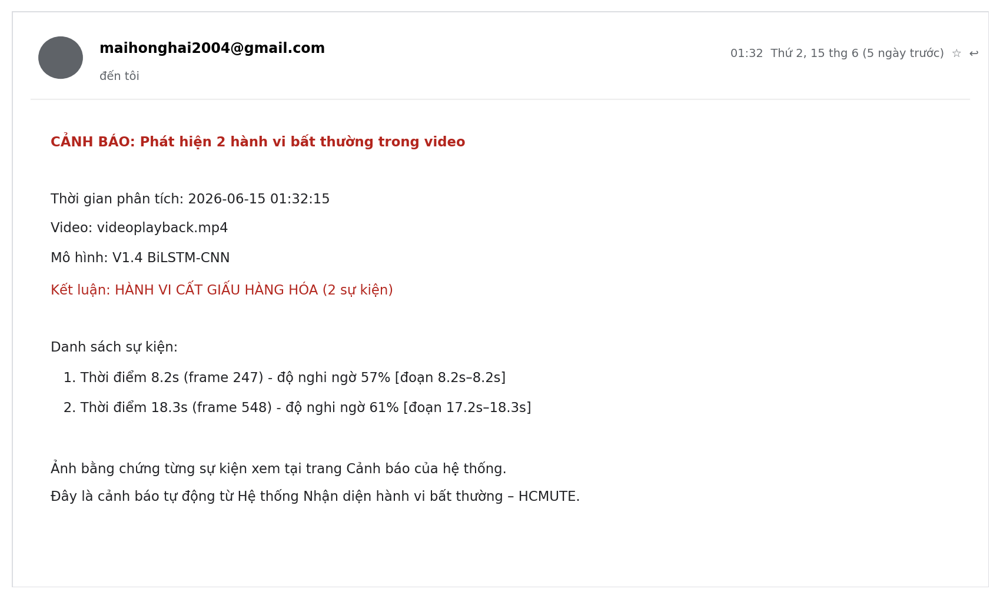 maihonghai2004@gmail.com
01:32 Thứ 2, 15 thg 6 (5 ngày trước) ☆ ↩
đến tôi
CẢNH BÁO: Phát hiện 2 hành vi bất thường trong video
Thời gian phân tích: 2026-06-15 01:32:15
Video: videoplayback.mp4
Mô hình: V1.4 BiLSTM-CNN
Kết luận: HÀNH VI CẤT GIẤU HÀNG HÓA (2 sự kiện)
Danh sách sự kiện:
1. Thời điểm 8.2s (frame 247) - độ nghi ngờ 57% [đoạn 8.2s–8.2s]
2. Thời điểm 18.3s (frame 548) - độ nghi ngờ 61% [đoạn 17.2s–18.3s]
Ảnh bằng chứng từng sự kiện xem tại trang Cảnh báo của hệ thống.
Đây là cảnh báo tự động từ Hệ thống Nhận diện hành vi bất thường – HCMUTE.